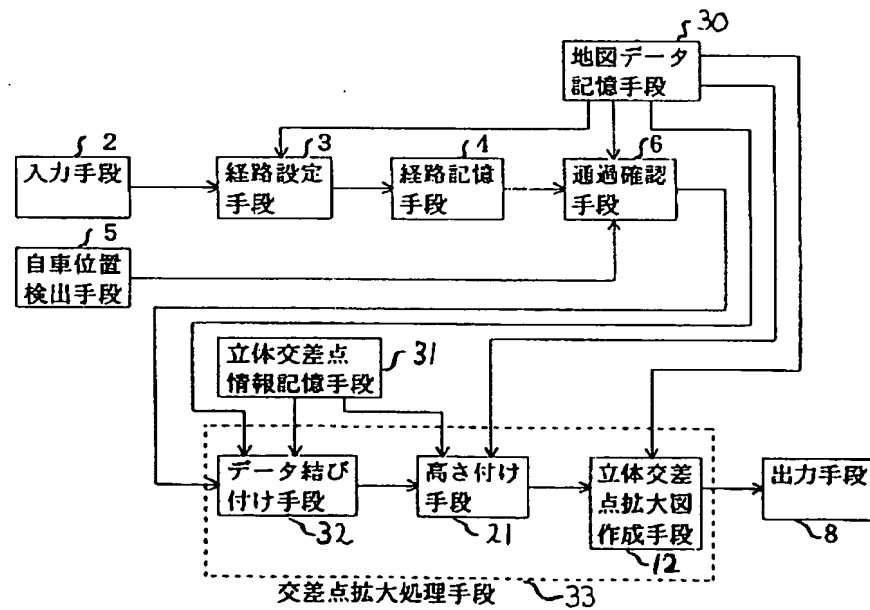 30
地図データ
記憶手段
2
入力手段
3
経路設定
手段
4
経路記憶
手段
6
通過確認
手段
5
自車位置
検出手段
立体交差点
情報記憶手段
31
データ結び
付け手段
32
高さ付け
手段
21
立体交差
点拡大図
作成手段
12
出力手段
8
交差点拡大処理手段
33